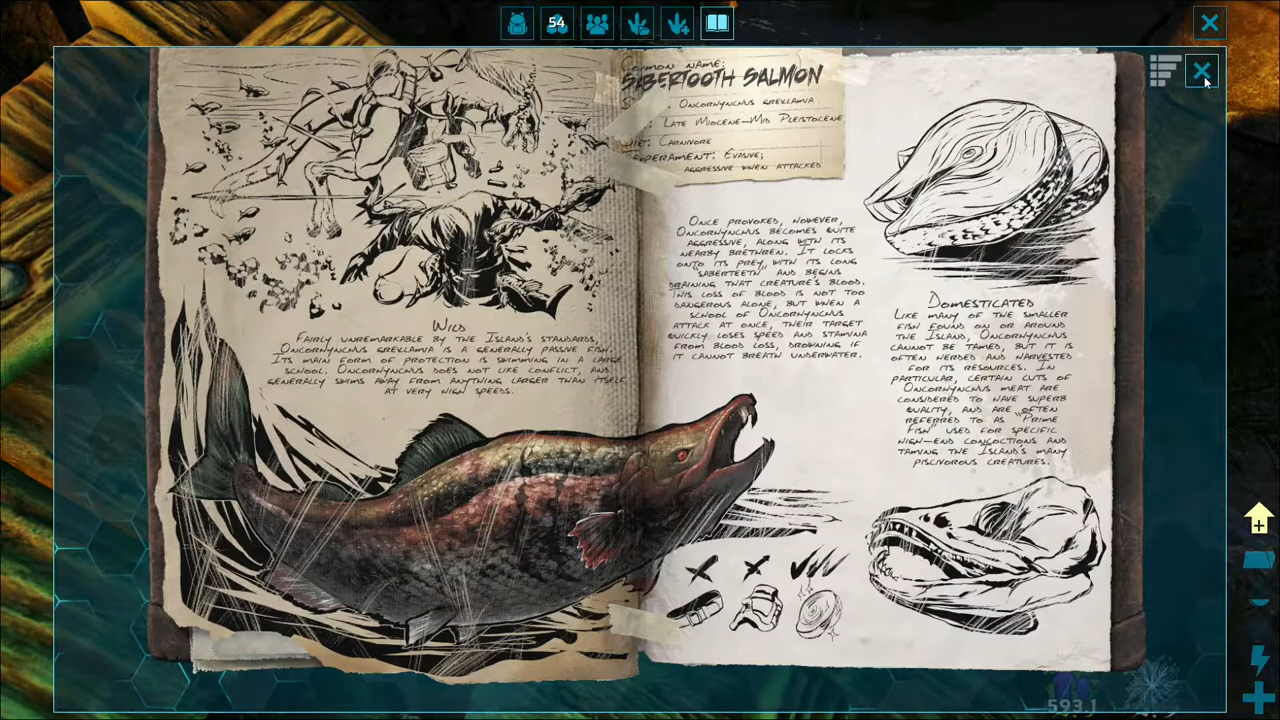 54
Common Name:
Sabertooth Salmon
: Oncorhynchus Grexlamia
: Late Miocene-Mid Pleistocene
Diet: Carnivore
Temperament: Evasive;
aggressive when attacked
Wild
Fairly unremarkable by the Island's standards,
Oncorhynchus grexlamia is a generally passive fish.
Its main form of protection is swimming in a large
school. Oncorhynchus does not like conflict, and
generally swims away from anything larger than itself
at very high speeds.
Once provoked, however,
Oncorhynchus becomes quite
aggressive, along with its
nearby brethren. It locks
onto its prey with its long
"saberteeth" and begins
draining that creature's blood.
This loss of blood is not too
dangerous alone, but when a
school of Oncorhynchus
attack at once, their target
quickly loses speed and stamina
from blood loss, drowning if
it cannot breath underwater.
Domesticated
Like many of the smaller
fish found on or around
the Island, Oncorhynchus
cannot be tamed, but it is
often herded and harvested
for its resources. In
particular, certain cuts of
Oncorhynchus meat are
considered to have superb
quality, and are often
referred to as "Prime
Fish" used for specific
high-end concoctions and
taming the Island's many
piscivorous creatures.
593.1